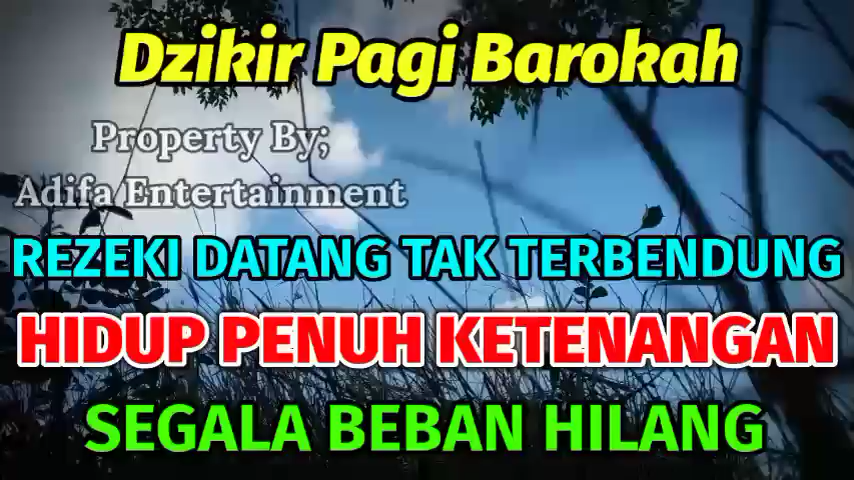 Dzikir Pagi Barokah
Property By;
Adifa Entertainment
REZEKI DATANG TAK TERBENDUNG
HIDUP PENUH KETENANGAN
SEGALA BEBAN HILANG